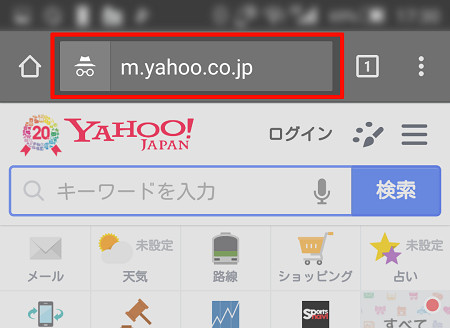 m.yahoo.co.jp
1
20
YAHOO!
JAPAN
ログイン
キーワードを入力
検索
未設定
未設定
メール
天気
路線
ショッピング
占い
Sports
navi
すべて